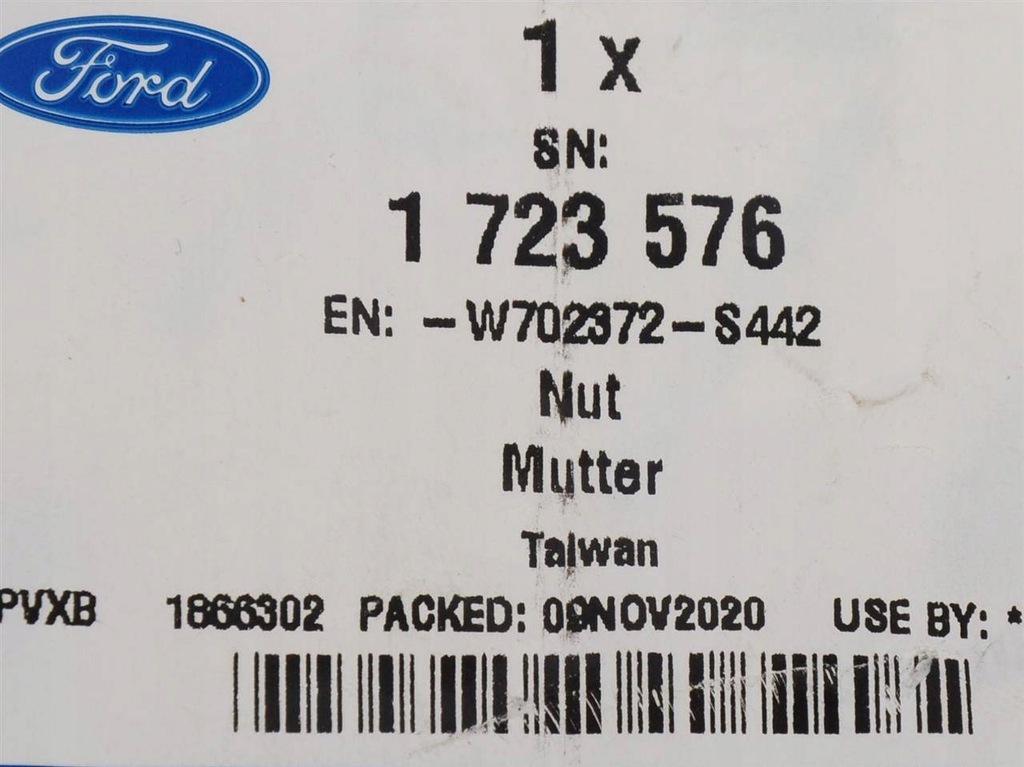 Ford
1 x
SN:
1 723 576
EN: -W702372-S442
Nut
Mutter
Taiwan
PVXB 1866302 PACKED: 09NOV2020 USE BY: *